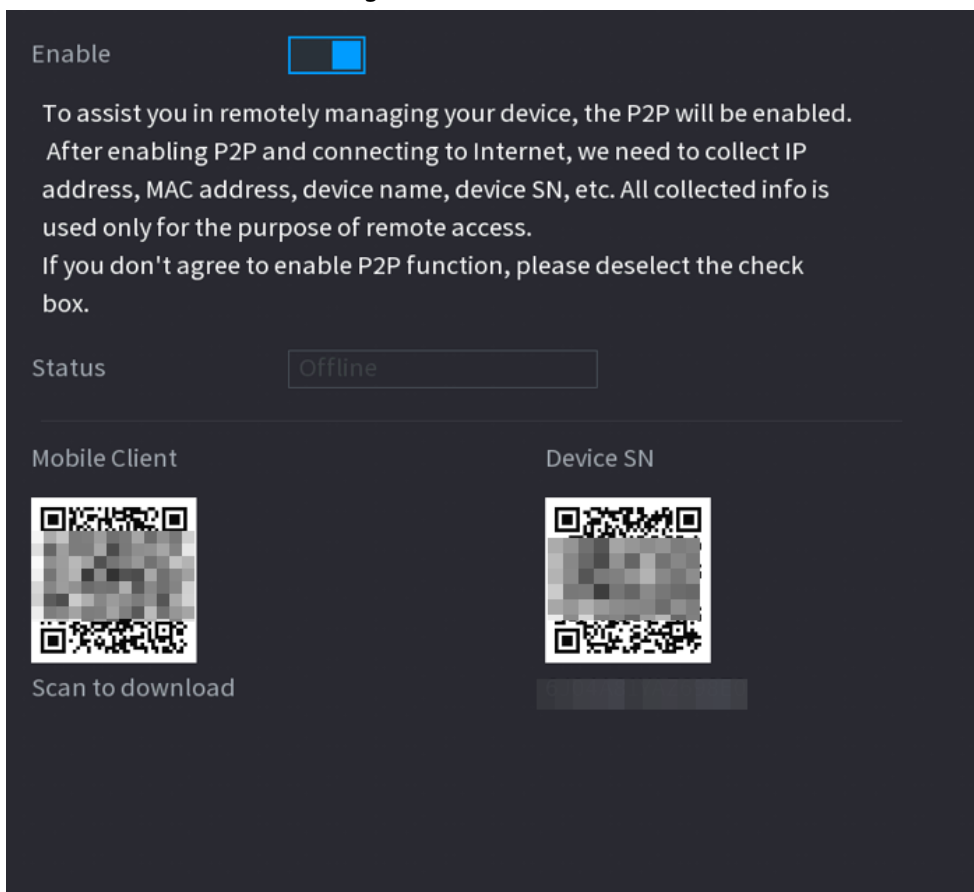 Enable
To assist you in remotely managing your device, the P2P will be enabled.
After enabling P2P and connecting to Internet, we need to collect IP
address, MAC address, device name, device SN, etc. All collected info is
used only for the purpose of remote access.
If you don't agree to enable P2P function, please deselect the check
box.
Status
Offline
Mobile Client
Device SN
Scan to download